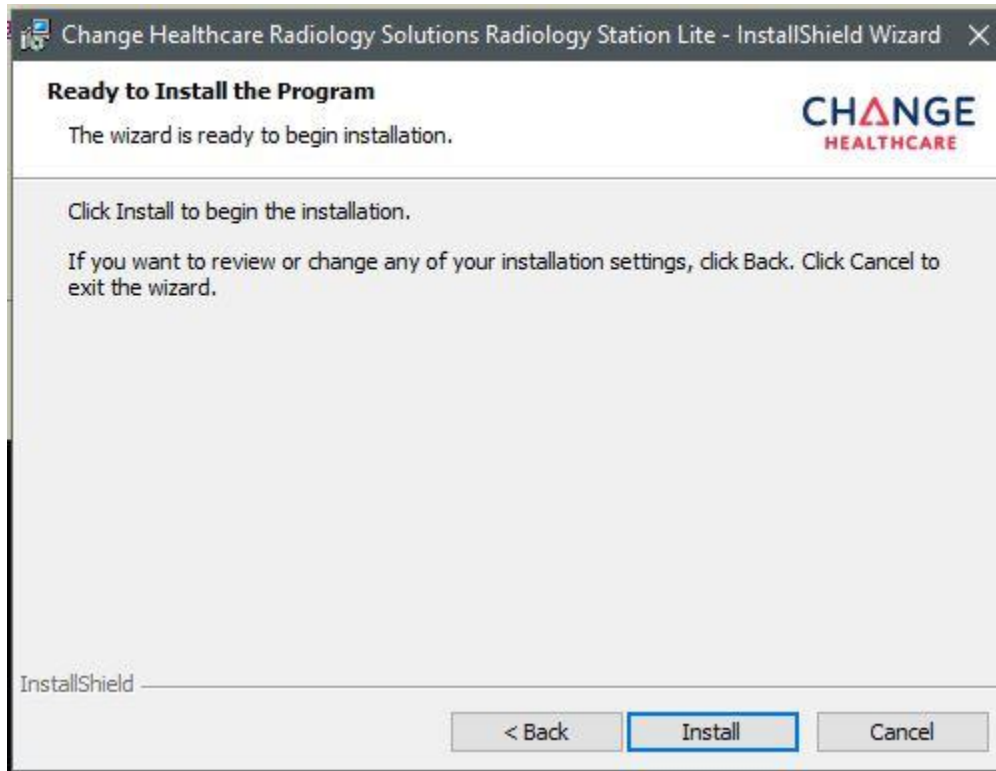 Change Healthcare Radiology Solutions Radiology Station Lite - InstallShield Wizard
Ready to Install the Program
The wizard is ready to begin installation.
CHANGE
HEALTHCARE
Click Install to begin the installation.
If you want to review or change any of your installation settings, click Back. Click Cancel to
exit the wizard.
InstallShield
< Back
Install
Cancel